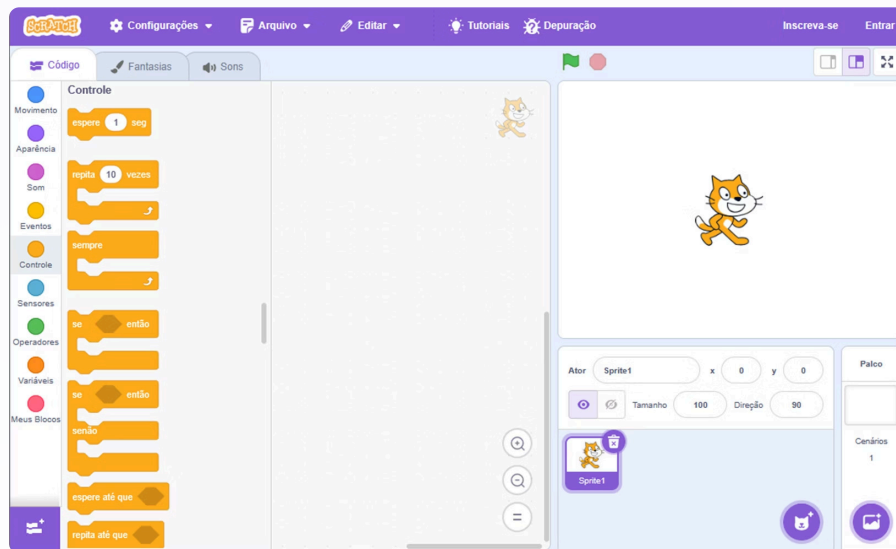 SCRATCH Configurações Arquivo Editar Tutoriais Depuração Inscreva-se Entrar
Código Fantasias Sons
Movimento
Aparência
Som
Eventos
Controle
Sensores
Operadores
Variáveis
Meus Blocos
Controle
espere 1 seg
repita 10 vezes
sempre
se então
se então
senão
espere até que
repita até que
Ator Sprite1 x 0 y 0
Tamanho 100 Direção 90
Sprite1
Palco
Cenários
1